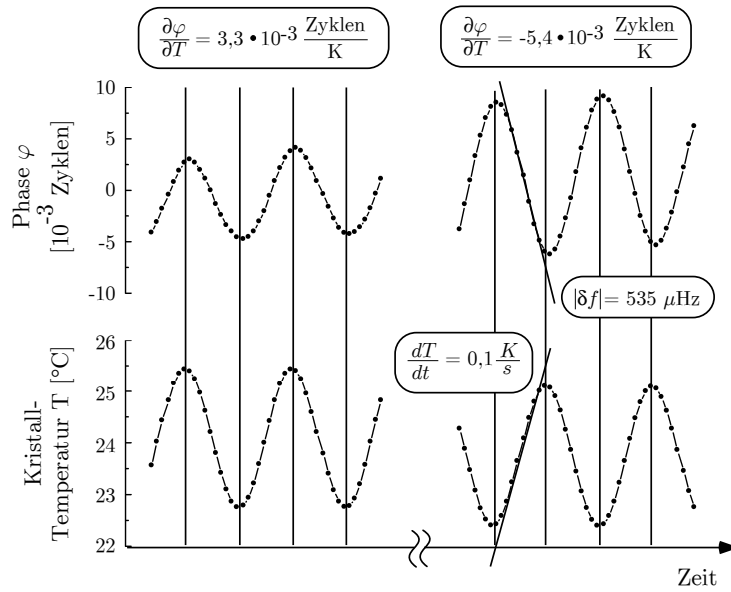 ∂φ/∂T = 3,3 • 10-3 Zyklen/K
∂φ/∂T = -5,4 • 10-3 Zyklen/K
Phase φ
[10-3 Zyklen]
10
5
0
-5
-10
|δf|= 535 μHz
dT/dt = 0,1 K/s
Kristall-
Temperatur T [°C]
26
25
24
23
22
Zeit